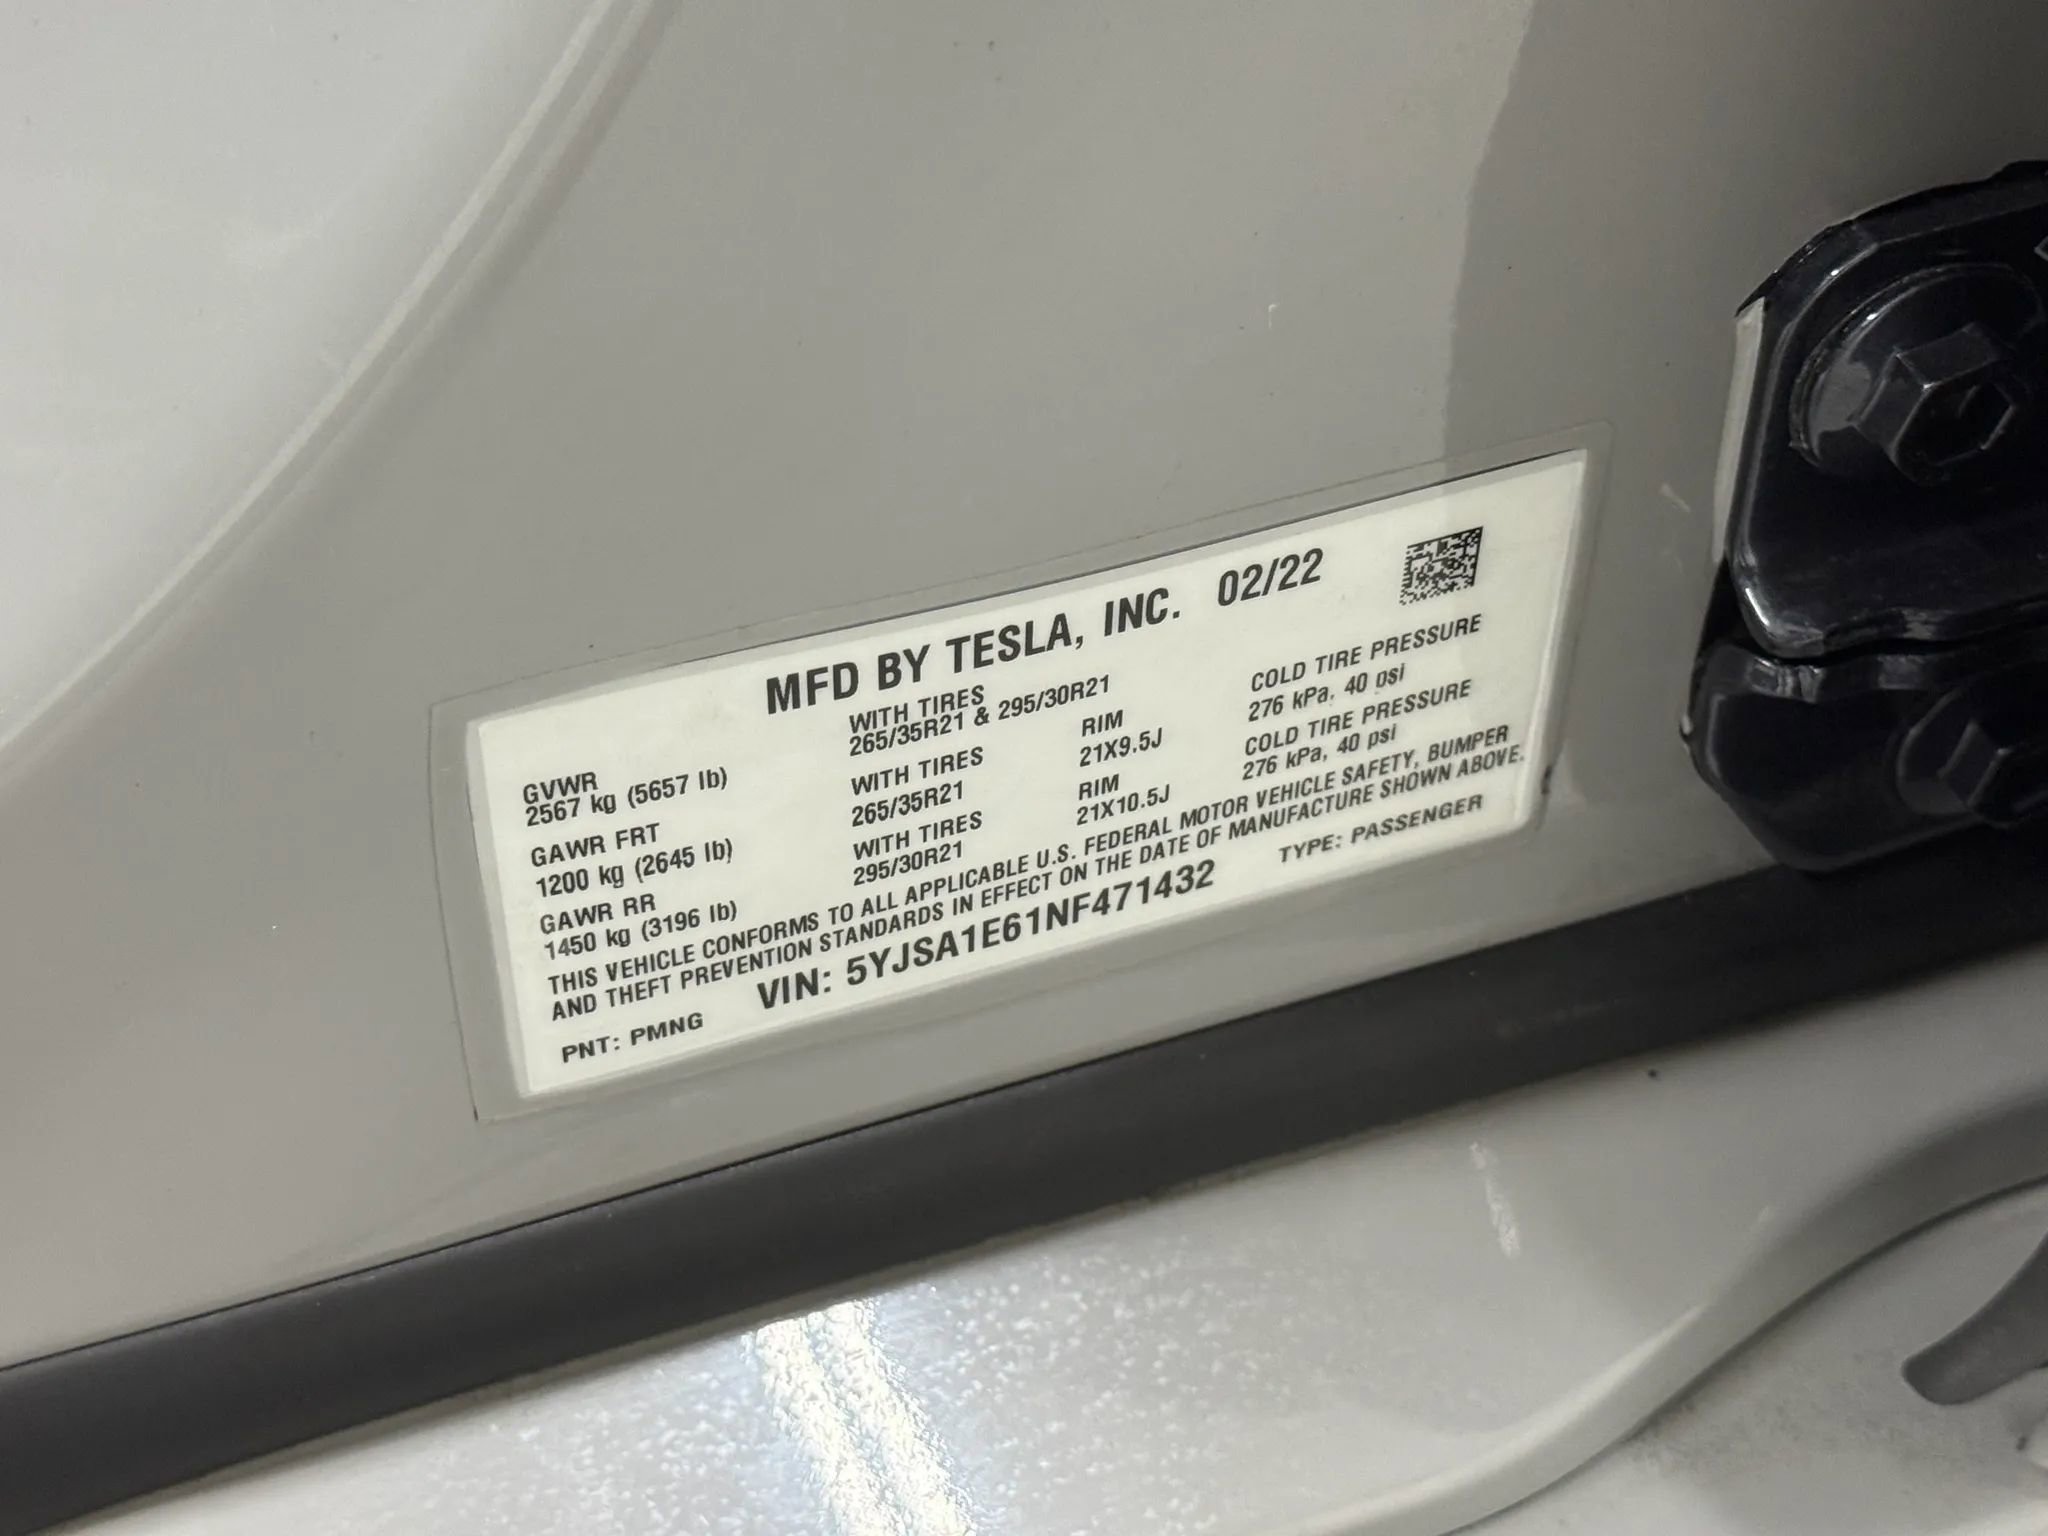 MFD BY TESLA, INC. 02/22
GVWR
2567 kg (5657 lb)
WITH TIRES
265/35R21 & 295/30R21
GAWR FRT
1200 kg (2645 lb)
WITH TIRES
265/35R21
RIM
21X9.5J
COLD TIRE PRESSURE
276 kPa, 40 psi
GAWR RR
1450 kg (3196 lb)
WITH TIRES
295/30R21
RIM
21X10.5J
COLD TIRE PRESSURE
276 kPa, 40 psi
THIS VEHICLE CONFORMS TO ALL APPLICABLE U.S. FEDERAL MOTOR VEHICLE SAFETY, BUMPER
AND THEFT PREVENTION STANDARDS IN EFFECT ON THE DATE OF MANUFACTURE SHOWN ABOVE.
PNT: PMNG VIN: 5YJSA1E61NF471432 TYPE: PASSENGER